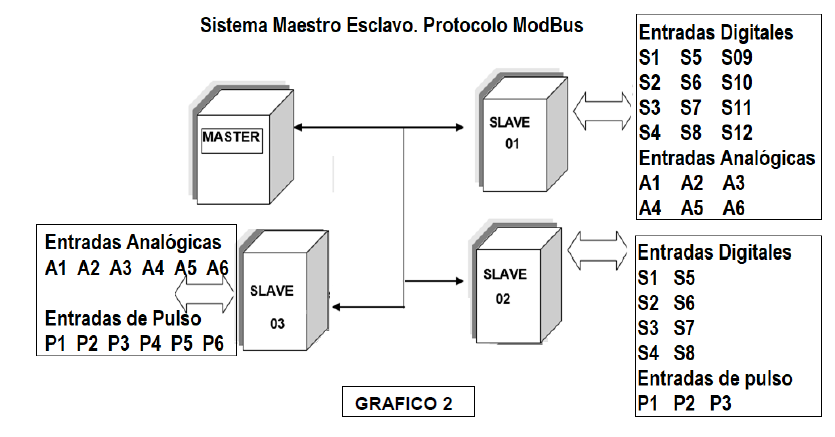 Sistema Maestro Esclavo. Protocolo ModBus
MASTER
SLAVE
01
Entradas Digitales
S1 S5 S09
S2 S6 S10
S3 S7 S11
S4 S8 S12
Entradas Analógicas
A1 A2 A3
A4 A5 A6
Entradas Analógicas
A1 A2 A3 A4 A5 A6
Entradas de Pulso
P1 P2 P3 P4 P5 P6
SLAVE
03
SLAVE
02
Entradas Digitales
S1 S5
S2 S6
S3 S7
S4 S8
Entradas de pulso
P1 P2 P3
GRAFICO 2